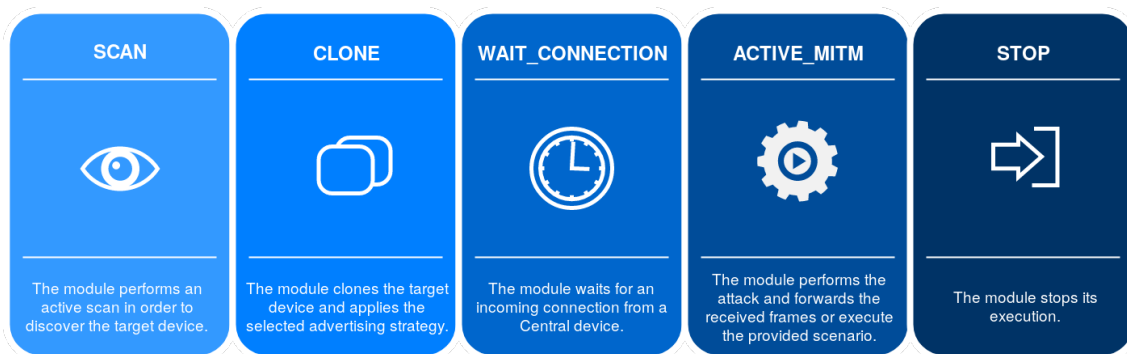 SCAN
The module performs an
active scan in order to
discover the target device.
CLONE
The module clones the target
device and applies the
selected advertising strategy.
WAIT_CONNECTION
The module waits for an
incoming connection from a
Central device.
ACTIVE_MITM
The module performs the
attack and forwards the
received frames or execute
the provided scenario.
STOP
The module stops its
execution.